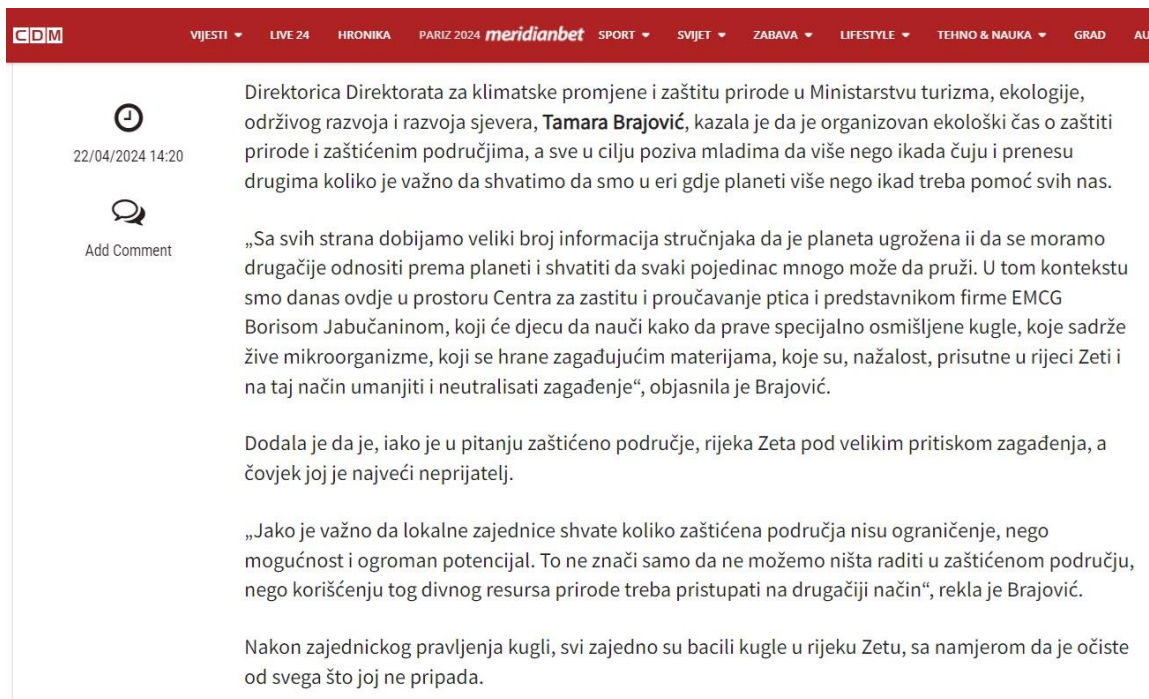 CDM
VIJESTI LIVE 24 HRONIKA PARIZ 2024 meridianbet SPORT SVIJET ZABAVA LIFESTYLE TEHNO & NAUKA GRAD AU
22/04/2024 14:20
Add Comment
Direktorica Direktorata za klimatske promjene i zaštitu prirode u Ministarstvu turizma, ekologije,
održivog razvoja i razvoja sjevera, Tamara Brajović, kazala je da je organizovan ekološki čas o zaštiti
prirode i zaštićenim područjima, a sve u cilju poziva mladima da više nego ikada čuju i prenesu
drugima koliko je važno da shvatimo da smo u eri gdje planeti više nego ikad treba pomoć svih nas.
„Sa svih strana dobijamo veliki broj informacija stručnjaka da je planeta ugrožena ii da se moramo
drugačije odnositi prema planeti i shvatiti da svaki pojedinac mnogo može da pruži. U tom kontekstu
smo danas ovdje u prostoru Centra za zastitu i proučavanje ptica i predstavnikom firme EMCG
Borisom Jabučaninom, koji će djecu da nauči kako da prave specijalno osmišljene kugle, koje sadrže
žive mikroorganizme, koji se hrane zagađujućim materijama, koje su, nažalost, prisutne u rijeci Zeti i
na taj način umanjiti i neutralisati zagađenje“, objasnila je Brajović.
Dodala je da je, iako je u pitanju zaštićeno područje, rijeka Zeta pod velikim pritiskom zagađenja, a
čovjek joj je najveći neprijatelj.
„Jako je važno da lokalne zajednice shvate koliko zaštićena područja nisu ograničenje, nego
mogućnost i ogroman potencijal. To ne znači samo da ne možemo ništa raditi u zaštićenom području,
nego korišćenju tog divnog resursa prirode treba pristupati na drugačiji način“, rekla je Brajović.
Nakon zajednickog pravljenja kugli, svi zajedno su bacili kugle u rijeku Zetu, sa namjerom da je očiste
od svega što joj ne pripada.